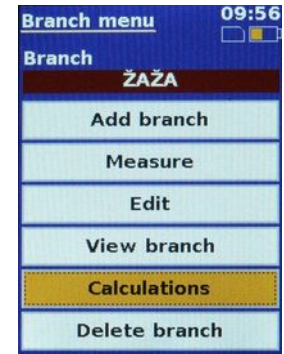 Branch menu 09:56
Branch
ŽAŽA
Add branch
Measure
Edit
View branch
Calculations
Delete branch